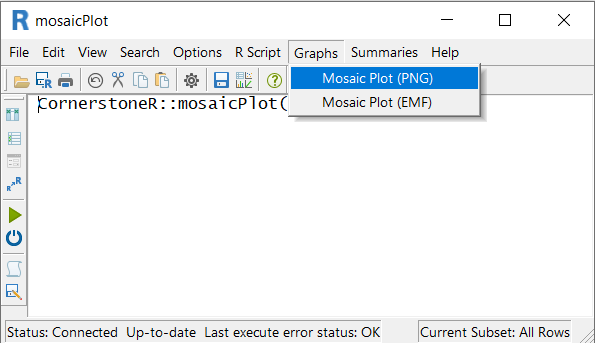 R mosaicPlot
File Edit View Search Options R Script Graphs Summaries Help
Mosaic Plot (PNG)
Mosaic Plot (EMF)
CornerstoneR::mosaicPlot(
Status: Connected Up-to-date Last execute error status: OK Current Subset: All Rows